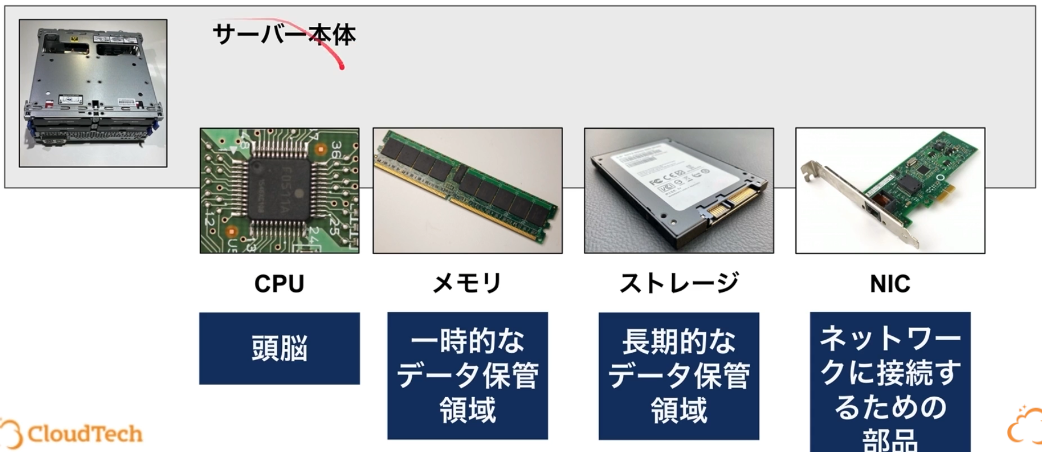 サーバー本体
CPU
メモリ
ストレージ
NIC
頭脳
一時的な
データ保管
領域
長期的な
データ保管
領域
ネットワー
クに接続す
るための
部品
CloudTech